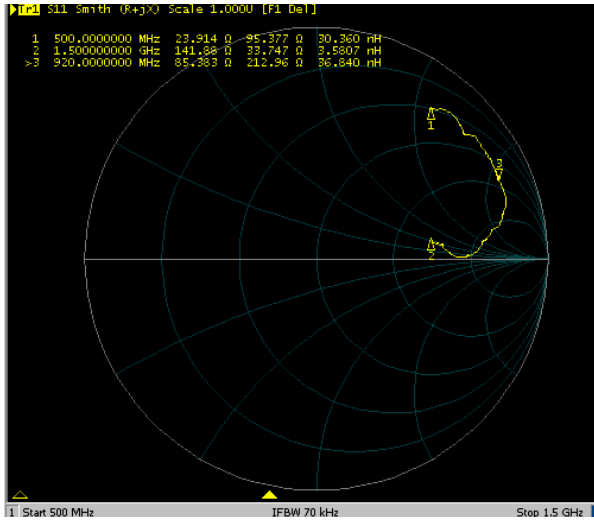 Tr1 S11 Smith (R+jX) Scale 1.000U [F1 Del]
1 500.0000000 MHz 23.914 Ω 95.377 Ω 30.360 nH
2 1.500000000 GHz 141.88 Ω 33.747 Ω 3.5807 nH
>3 920.0000000 MHz 85.383 Ω 212.96 Ω 36.840 nH
1
3
2
1 Start 500 MHz IFBW 70 kHz Stop 1.5 GHz